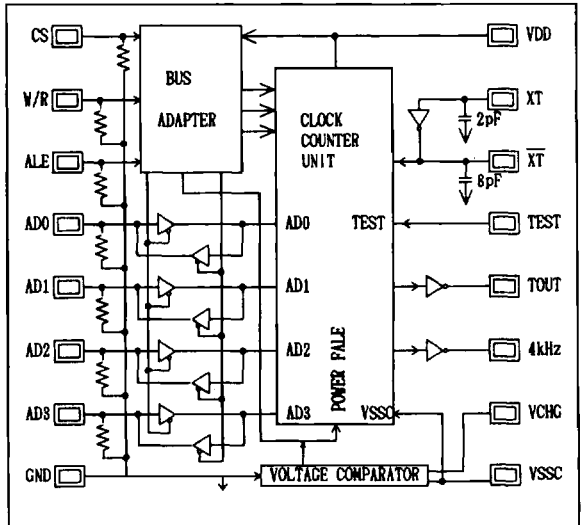 CS
W/R
ALE
AD0
AD1
AD2
AD3
GND
BUS
ADAPTER
CLOCK
COUNTER
UNIT
TEST
AD0
AD1
AD2
AD3
POWER FALE
VSSC
VOLTAGE COMPARATOR
VDD
XT
2pF
XT
8pF
TEST
TOUT
4kHz
VCHG
VSSC